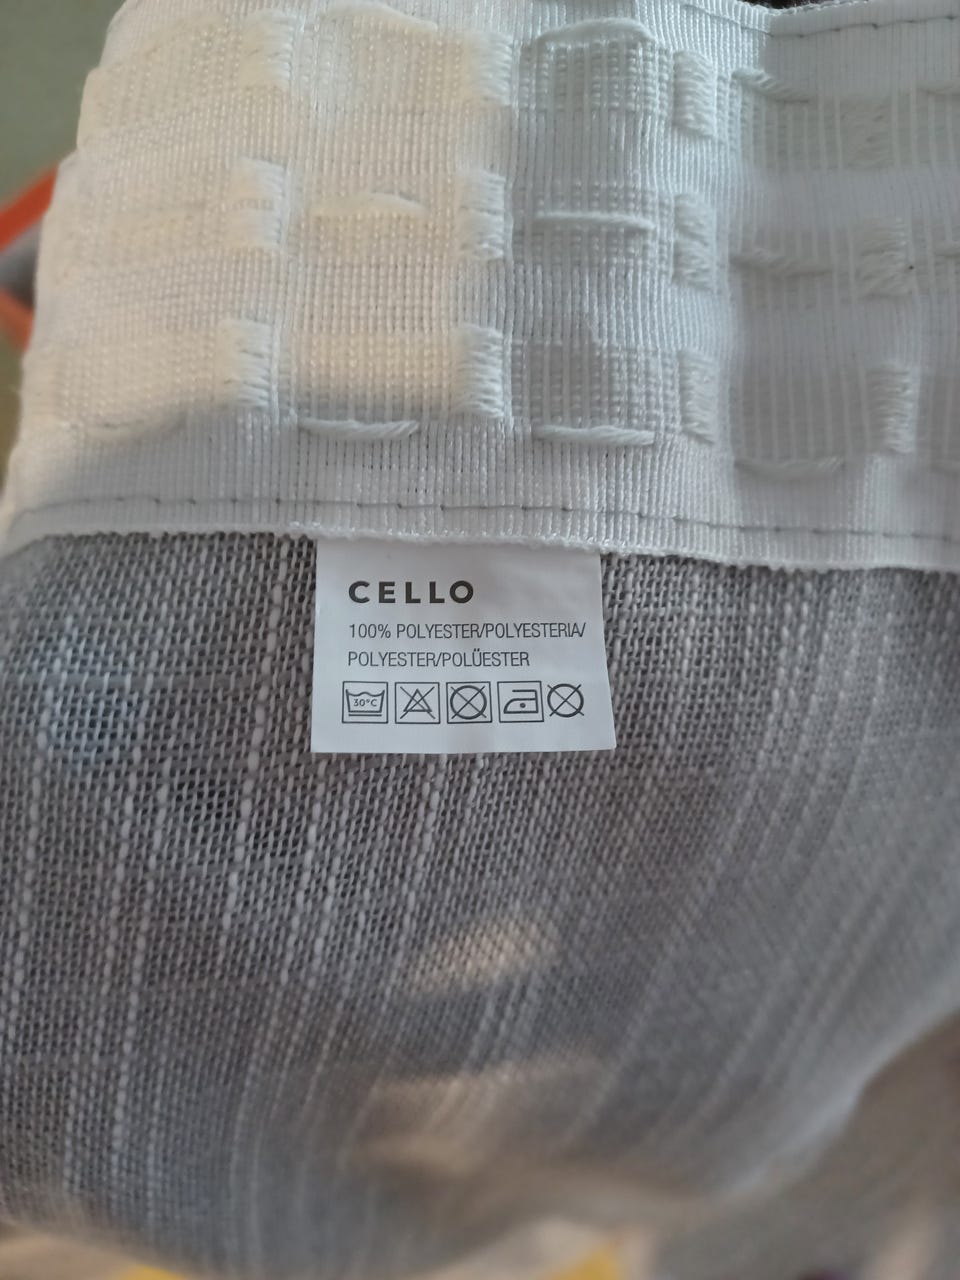 CELLO
100% POLYESTER/POLYESTERIA/
POLYESTER/POLÜESTER
30°C